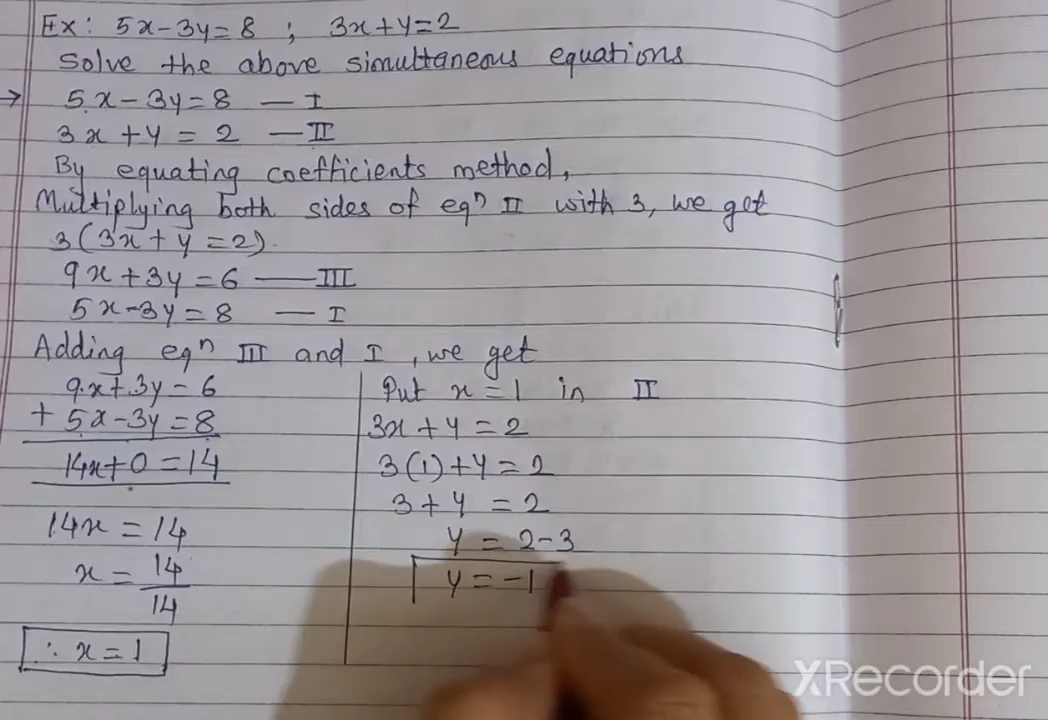 Ex: 5x-3y=8 ; 3x+y=2
Solve the above simultaneous equations
→ 5x-3y=8 — I
3x+y=2 — II
By equating coefficients method,
Multiplying both sides of eqⁿ II with 3, we get
3(3x+y=2).
9x+3y=6 — III
5x-3y=8 — I
Adding eqⁿ III and I, we get
9x+3y=6
+ 5x-3y=8
14x+0=14
14x=14
x=14/14
∴ x=1
Put x=1 in II
3x+y=2
3(1)+y=2
3+y=2
y=2-3
y=-1
XRecorder